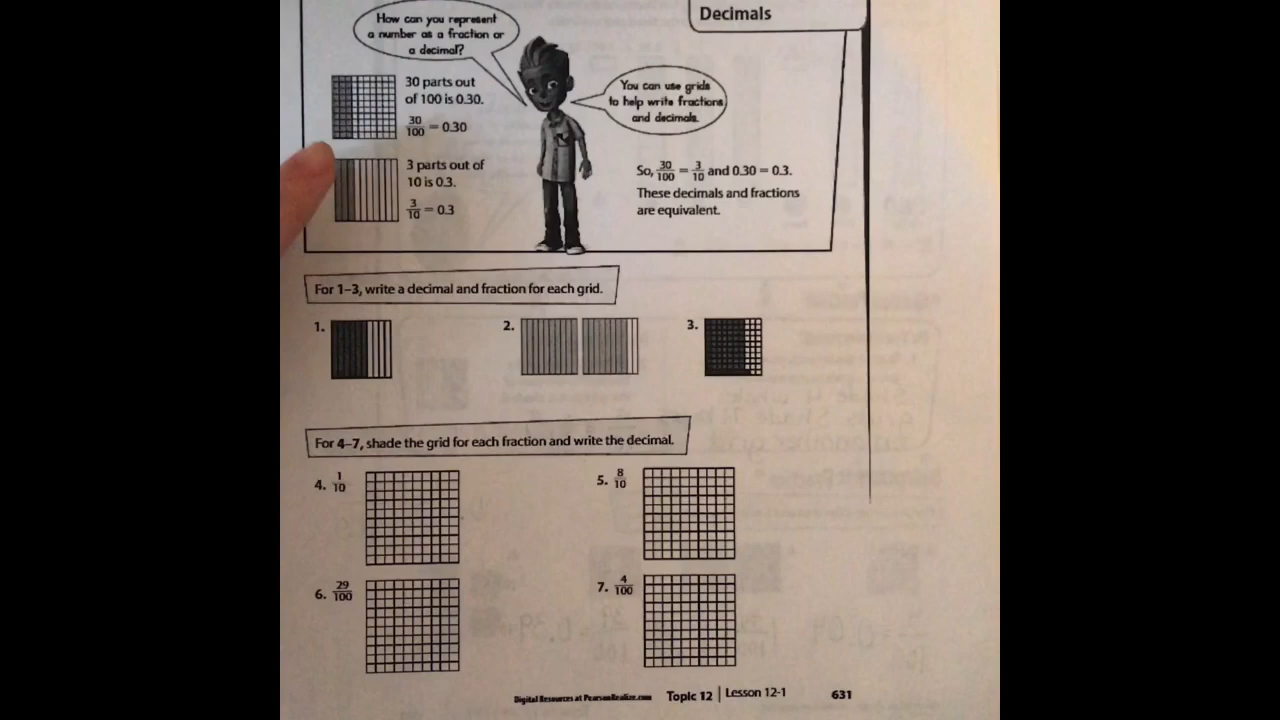 Decimals
How can you represent
a number as a fraction or
a decimal?
30 parts out
of 100 is 0.30.
30/100 = 0.30
You can use grids
to help write fractions
and decimals.
3 parts out of
10 is 0.3.
3/10 = 0.3
So, 30/100 = 3/10 and 0.30 = 0.3.
These decimals and fractions
are equivalent.
For 1–3, write a decimal and fraction for each grid.
1.
2.
3.
For 4–7, shade the grid for each fraction and write the decimal.
4. 1/10
5. 8/10
6. 29/100
7. 4/100
Digital Resources at PearsonRealize.com Topic 12 | Lesson 12-1 631